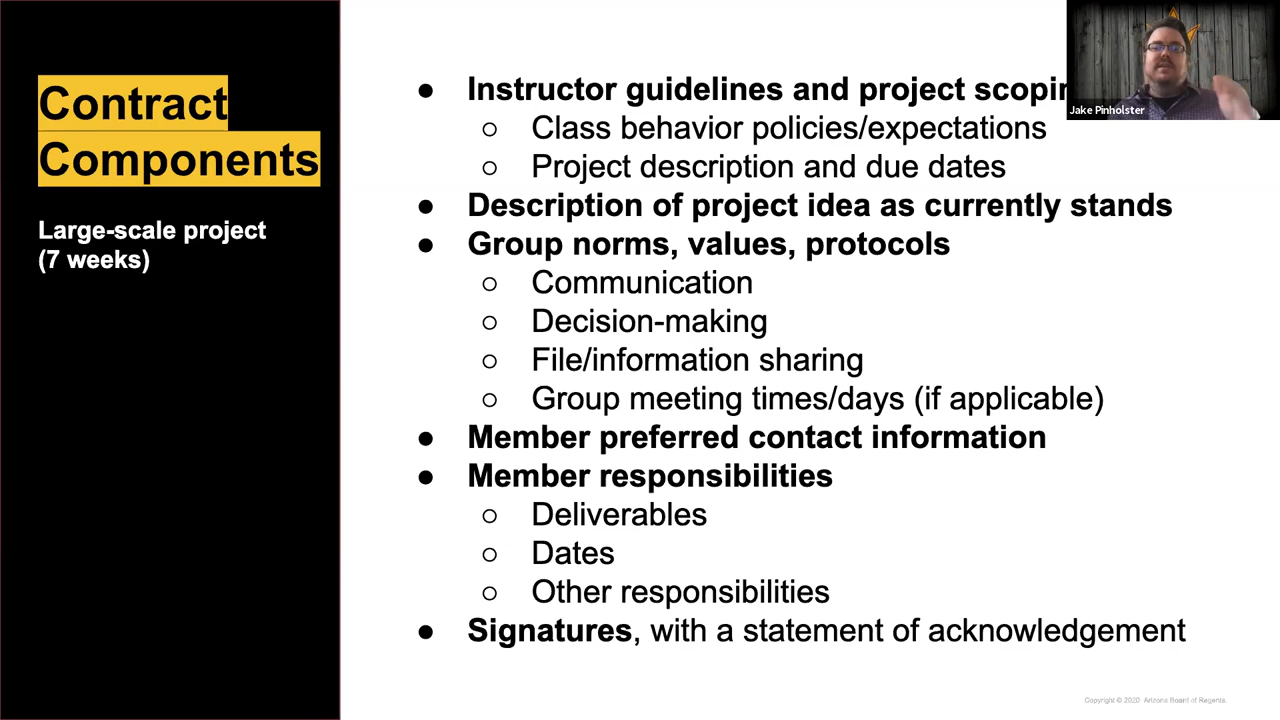 Contract
Components
Large-scale project
(7 weeks)
● Instructor guidelines and project scopin
○ Class behavior policies/expectations
○ Project description and due dates
● Description of project idea as currently stands
● Group norms, values, protocols
○ Communication
○ Decision-making
○ File/information sharing
○ Group meeting times/days (if applicable)
● Member preferred contact information
● Member responsibilities
○ Deliverables
○ Dates
○ Other responsibilities
● Signatures, with a statement of acknowledgement
Jake Pinholster
Copyright © 2020 Arizona Board of Regents.